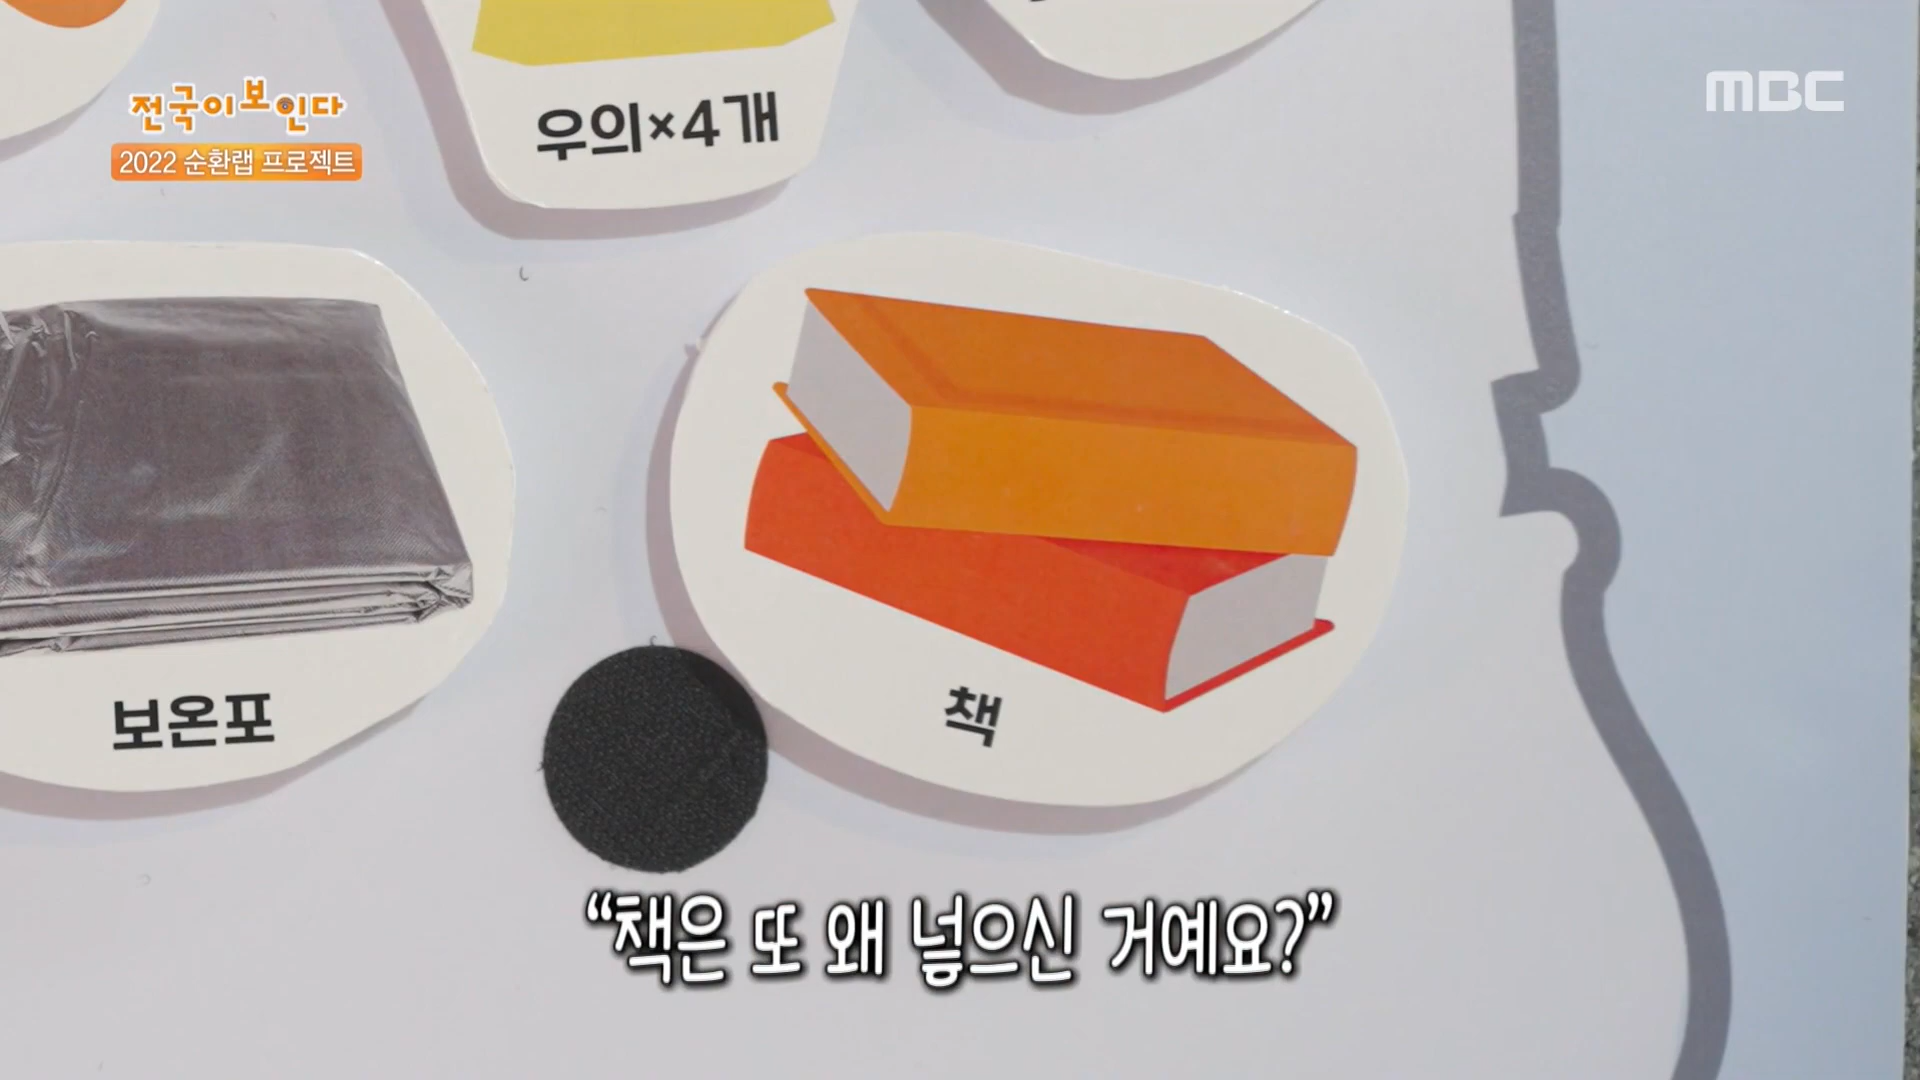 전국이보인다
2022 순환랩 프로젝트
MBC
우의×4개
보온포
책
“책은 또 왜 넣으신 거예요?”